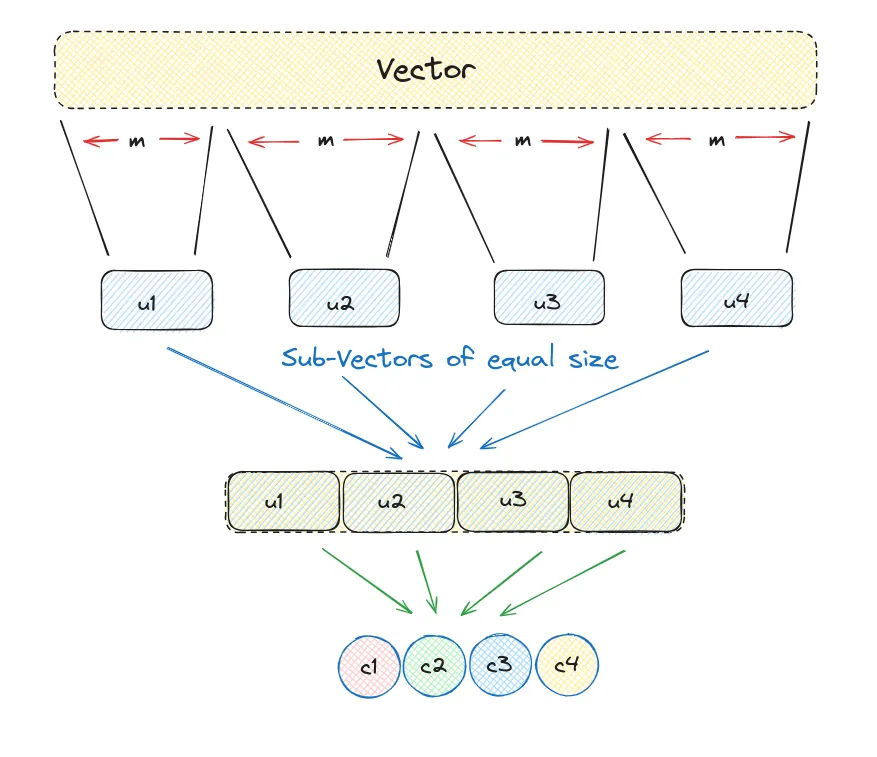 Vector
m m m m
u1 u2 u3 u4
Sub-Vectors of equal size
u1 u2 u3 u4
c1 c2 c3 c4